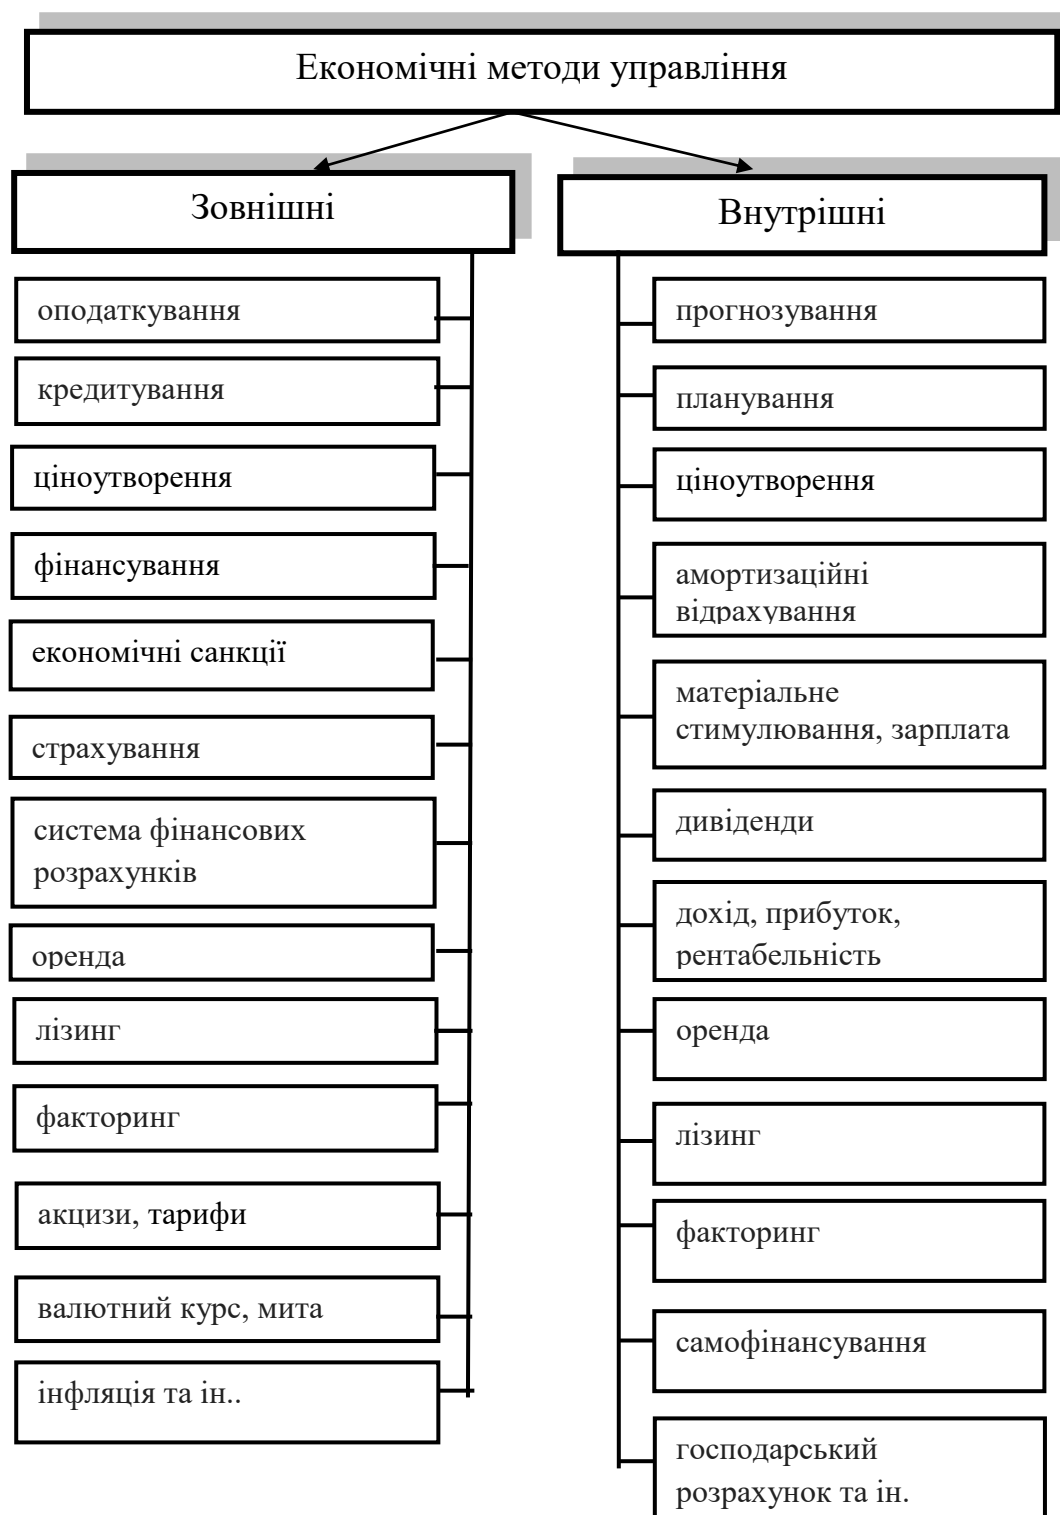 Економічні методи управління
Зовнішні
оподаткування
кредитування
ціноутворення
фінансування
економічні санкції
страхування
система фінансових
розрахунків
оренда
лізинг
факторинг
акцизи, тарифи
валютний курс, мита
інфляція та ін..
Внутрішні
прогнозування
планування
ціноутворення
амортизаційні
відрахування
матеріальне
стимулювання, зарплата
дивіденди
дохід, прибуток,
рентабельність
оренда
лізинг
факторинг
самофінансування
господарський
розрахунок та ін.